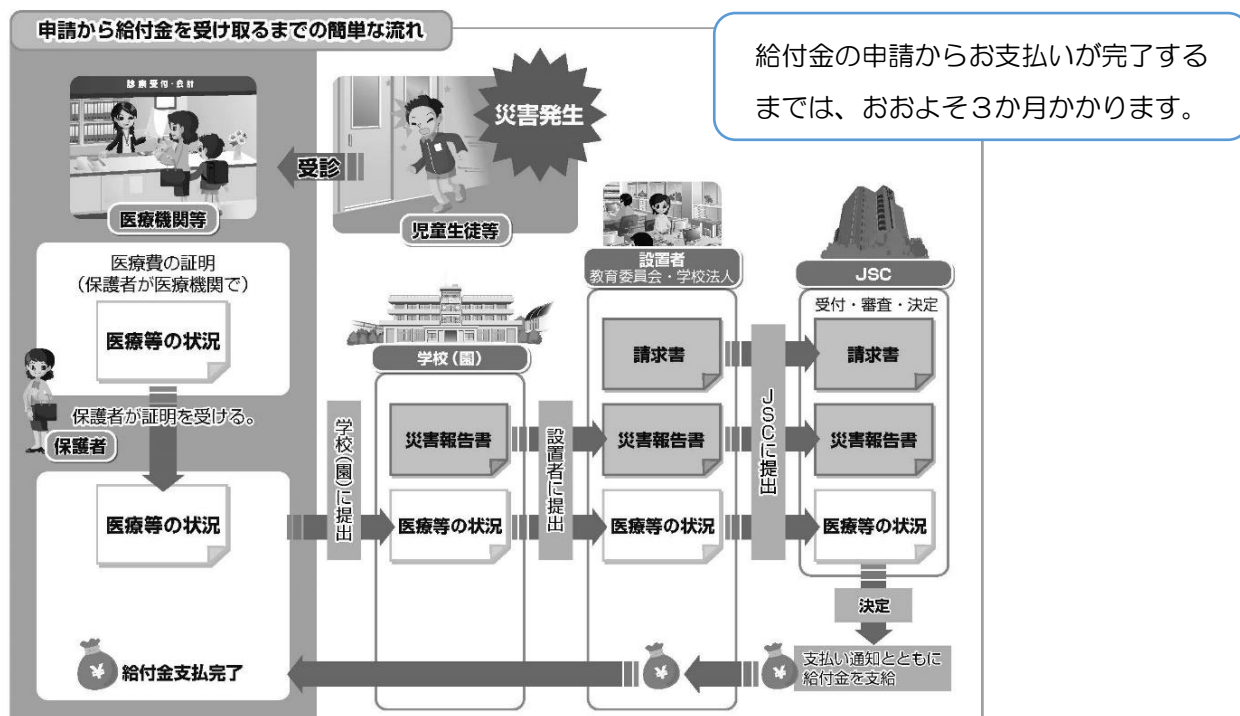 申請から給付金を受け取るまでの簡単な流れ
給付金の申請からお支払いが完了する
までは、おおよそ3か月かかります。
診療受付・会計
災害発生
受診
医療機関等
児童生徒等
医療費の証明
(保護者が医療機関で)
医療等の状況
保護者が証明を受ける。
保護者
医療等の状況
学校(園)に提出
学校(園)
災害報告書
医療等の状況
設置者に提出
設置者
教育委員会・学校法人
請求書
災害報告書
医療等の状況
JSCに提出
JSC
受付・審査・決定
請求書
災害報告書
医療等の状況
決定
支払い通知とともに
給付金を支給
¥
¥
¥
給付金支払完了